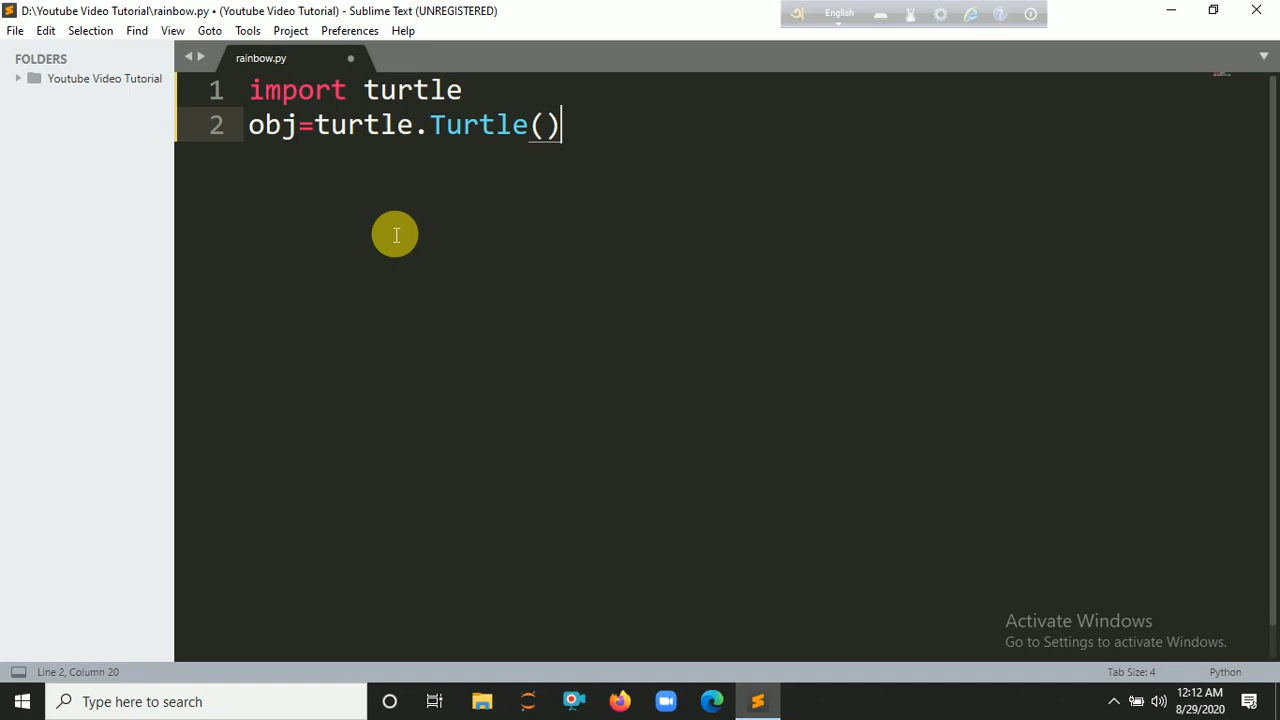 D:\Youtube Video Tutorial\rainbow.py • (Youtube Video Tutorial) - Sublime Text (UNREGISTERED)
অ English
File Edit Selection Find View Goto Tools Project Preferences Help
FOLDERS
Youtube Video Tutorial
rainbow.py
1 import turtle
2 obj=turtle.Turtle()
Activate Windows
Go to Settings to activate Windows.
Line 2, Column 20
Tab Size: 4 Python
Type here to search
12:12 AM
8/29/2020